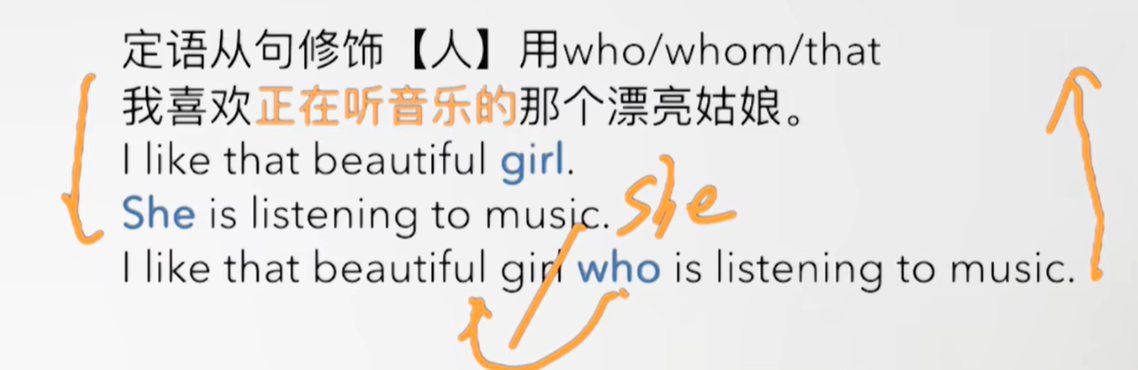 定语从句修饰【人】用who/whom/that
我喜欢正在听音乐的那个漂亮姑娘。
I like that beautiful girl.
She is listening to music. she
I like that beautiful girl who is listening to music.